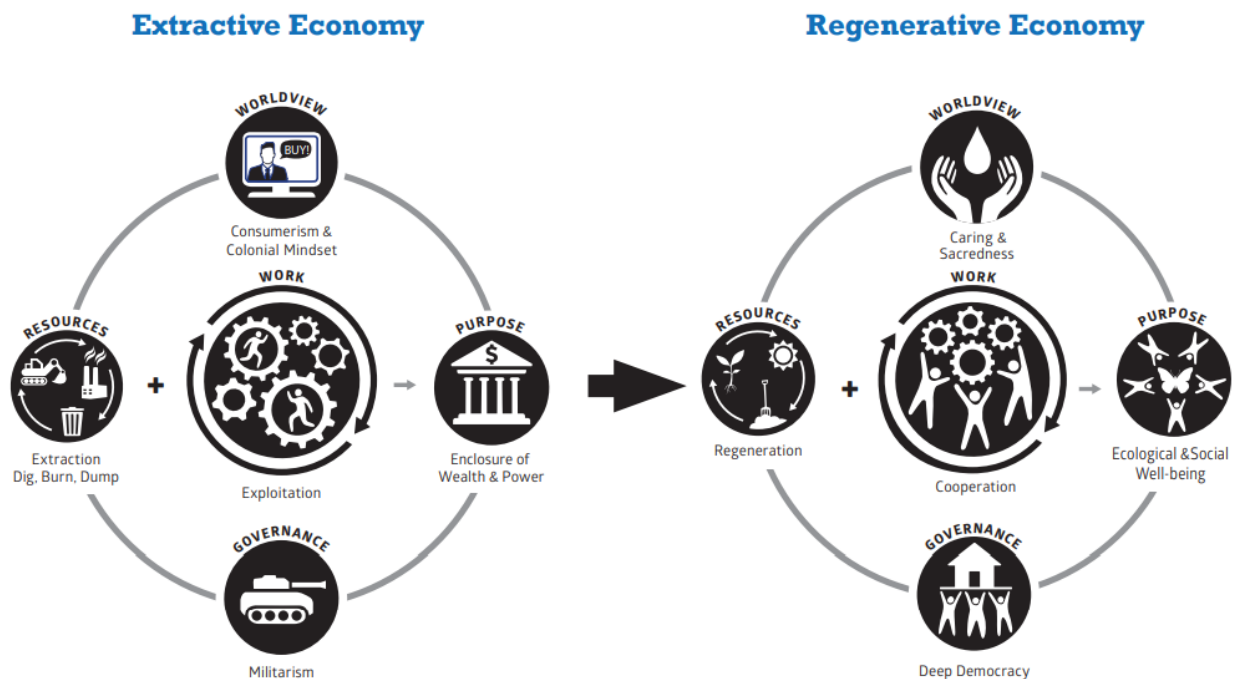 Extractive Economy
WORLDVIEW
BUY!
Consumerism &
Colonial Mindset
RESOURCES
Extraction
Dig, Burn, Dump
+
WORK
Exploitation
PURPOSE
$
Enclosure of
Wealth & Power
GOVERNANCE
Militarism
Regenerative Economy
WORLDVIEW
Caring &
Sacredness
RESOURCES
Regeneration
+
WORK
Cooperation
PURPOSE
Ecological &Social
Well-being
GOVERNANCE
Deep Democracy